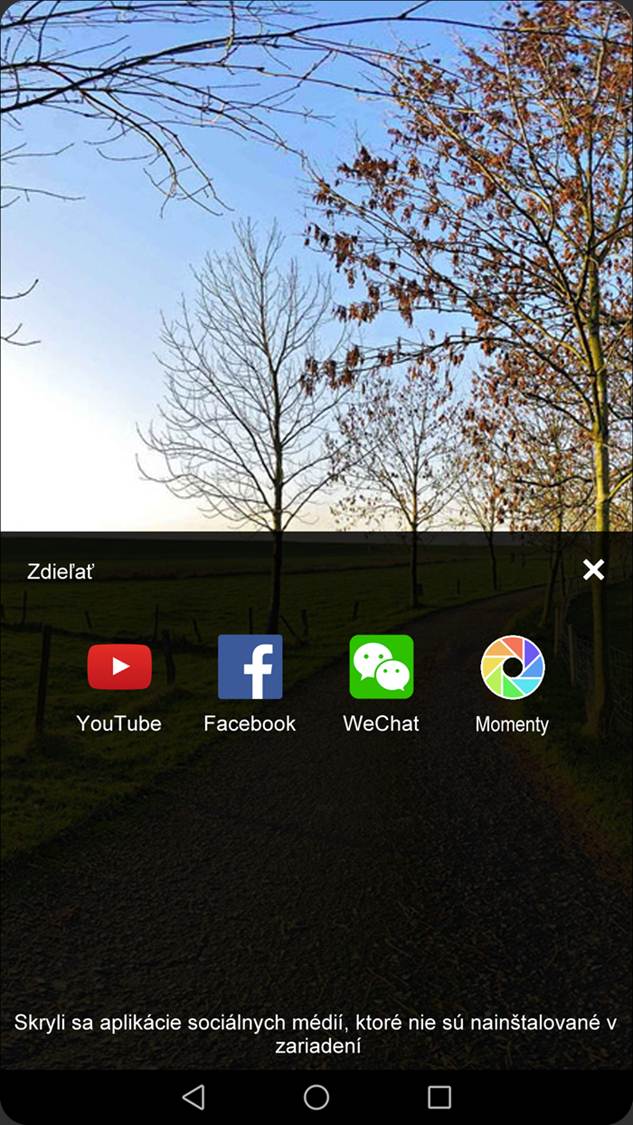 Zdieľať
YouTube
Facebook
WeChat
Momenty
Skryli sa aplikácie sociálnych médií, ktoré nie sú nainštalované v
zariadení